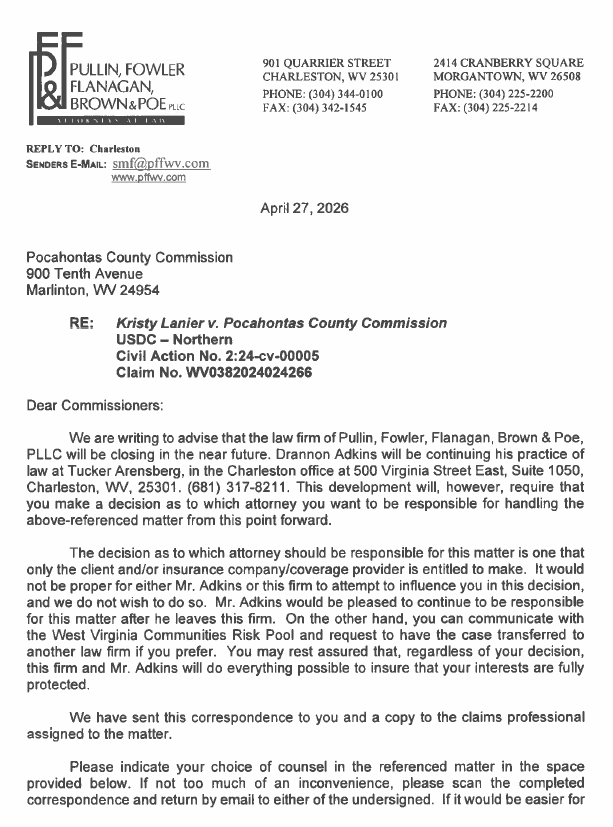 PULLIN, FOWLER
FLANAGAN,
BROWN & POE PLLC
ATTORNEYS AT LAW
901 QUARRIER STREET
CHARLESTON, WV 25301
PHONE: (304) 344-0100
FAX: (304) 342-1545
2414 CRANBERRY SQUARE
MORGANTOWN, WV 26508
PHONE: (304) 225-2200
FAX: (304) 225-2214
REPLY TO: Charleston
SENDERS E-MAIL: smf@pffwv.com
www.pffwv.com
April 27, 2026
Pocahontas County Commission
900 Tenth Avenue
Marlinton, WV 24954
RE: Kristy Lanier v. Pocahontas County Commission
USDC – Northern
Civil Action No. 2:24-cv-00005
Claim No. WV0382024024266
Dear Commissioners:
We are writing to advise that the law firm of Pullin, Fowler, Flanagan, Brown & Poe,
PLLC will be closing in the near future. Drannon Adkins will be continuing his practice of
law at Tucker Arensberg, in the Charleston office at 500 Virginia Street East, Suite 1050,
Charleston, WV, 25301. (681) 317-8211. This development will, however, require that
you make a decision as to which attorney you want to be responsible for handling the
above-referenced matter from this point forward.
The decision as to which attorney should be responsible for this matter is one that
only the client and/or insurance company/coverage provider is entitled to make. It would
not be proper for either Mr. Adkins or this firm to attempt to influence you in this decision,
and we do not wish to do so. Mr. Adkins would be pleased to continue to be responsible
for this matter after he leaves this firm. On the other hand, you can communicate with
the West Virginia Communities Risk Pool and request to have the case transferred to
another law firm if you prefer. You may rest assured that, regardless of your decision,
this firm and Mr. Adkins will do everything possible to insure that your interests are fully
protected.
We have sent this correspondence to you and a copy to the claims professional
assigned to the matter.
Please indicate your choice of counsel in the referenced matter in the space
provided below. If not too much of an inconvenience, please scan the completed
correspondence and return by email to either of the undersigned. If it would be easier for